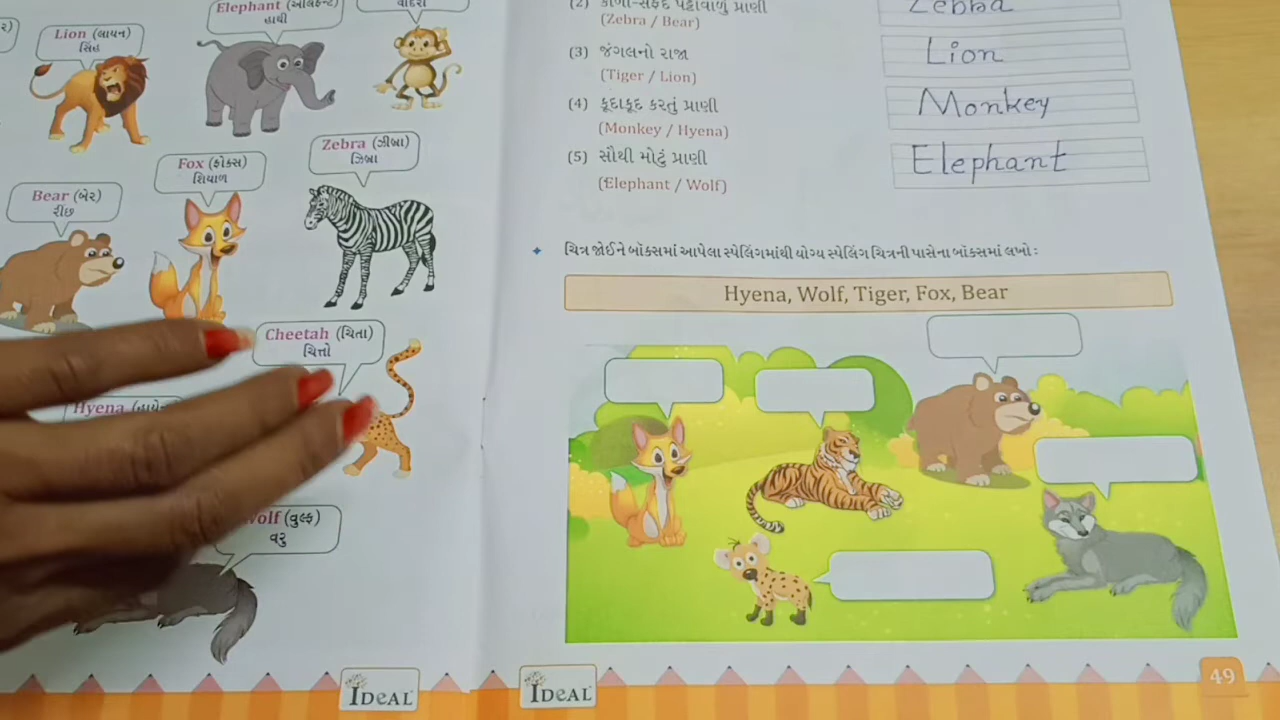 Elephant (એલિફન્ટ)
હાથી
Lion (લાયન)
સિંહ
Zebra (ઝીબ્રા)
ઝિબ્રા
Fox (ફોક્સ)
શિયાળ
Bear (બેર)
રીંછ
Cheetah (ચિતા)
ચિત્તો
Hyena
Wolf (વુલ્ફ)
વરુ
IDeAL
(2) કાળા-સફેદ પટ્ટાવાળું પ્રાણી
(Zebra / Bear)
Zebra
(3) જંગલનો રાજા
(Tiger / Lion)
Lion
(4) કૂદાકૂદ કરતું પ્રાણી
(Monkey / Hyena)
Monkey
(5) સૌથી મોટું પ્રાણી
(Elephant / Wolf)
Elephant
ચિત્ર જોઈને બૉક્સમાં આપેલા સ્પેલિંગમાંથી યોગ્ય સ્પેલિંગ ચિત્રની પાસેના બૉક્સમાં લખો :
Hyena, Wolf, Tiger, Fox, Bear
IDeAL
49